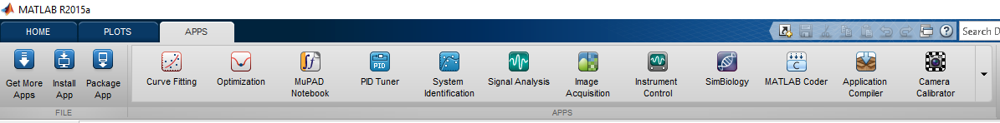 MATLAB R2015a
HOME
PLOTS
APPS
Search D
Get More
Apps
Install
App
Package
App
Curve Fitting
Optimization
MuPAD
Notebook
PID
PID Tuner
System
Identification
Signal Analysis
Image
Acquisition
Instrument
Control
SimBiology
C
MATLAB Coder
Application
Compiler
Camera
Calibrator
FILE
APPS